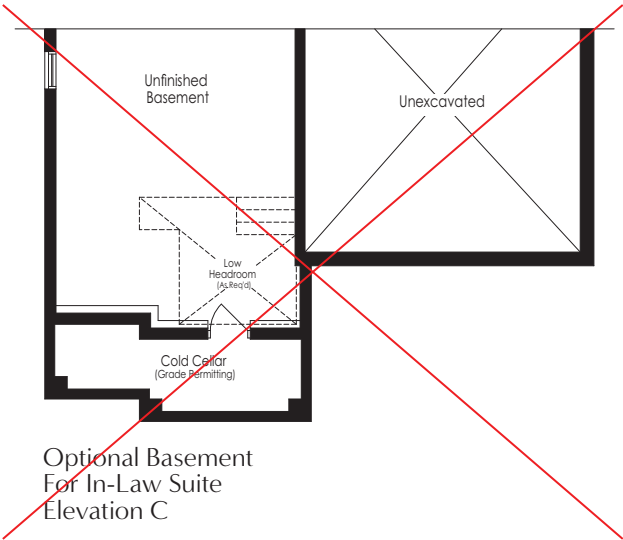 Unfinished
Basement
Unexcavated
Low
Headroom
(As Req'd)
Cold Cellar
(Grade Permitting)
Optional Basement
For In-Law Suite
Elevation C